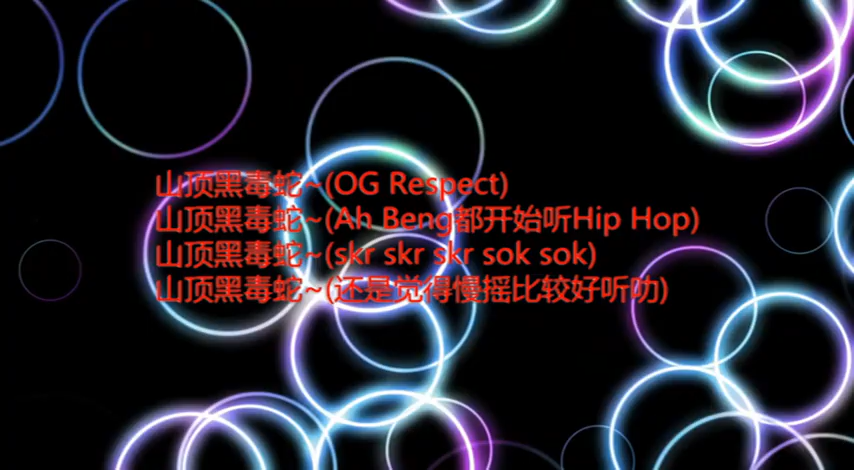 山顶黑毒蛇~(OG Respect)
山顶黑毒蛇~(Ah Beng都开始听Hip Hop)
山顶黑毒蛇~(skr skr skr sok sok)
山顶黑毒蛇~(还是觉得慢摇比较好听叻)